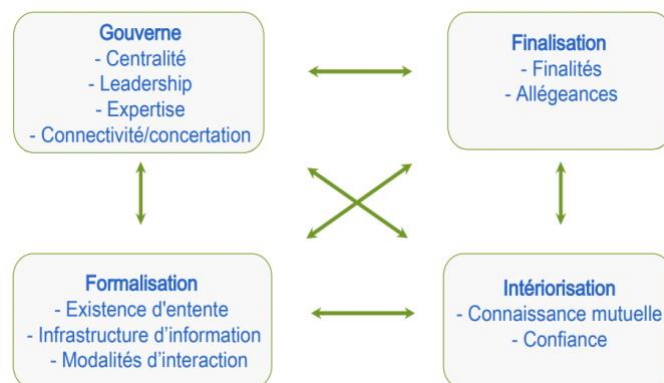 Gouverne
- Centralité
- Leadership
- Expertise
- Connectivité/concertation
Finalisation
- Finalités
- Allégeances
Formalisation
- Existence d'entente
- Infrastructure d’information
- Modalités d’interaction
Intériorisation
- Connaissance mutuelle
- Confiance